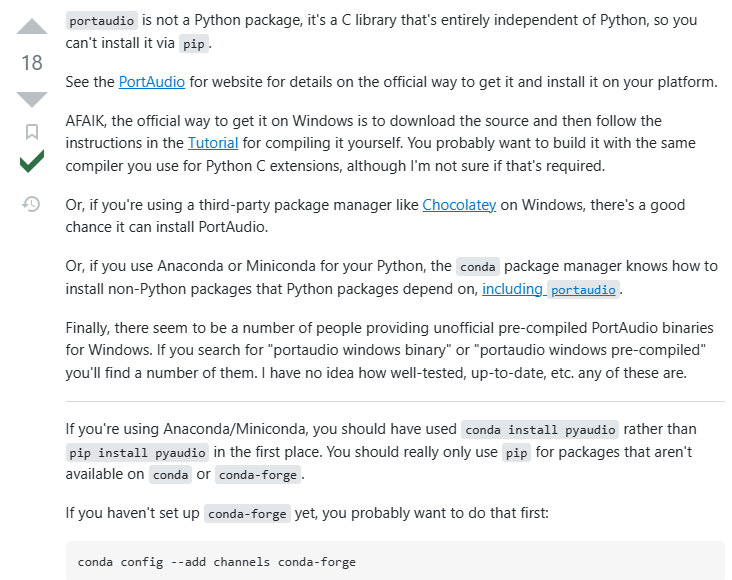 portaudio is not a Python package, it's a C library that's entirely independent of Python, so you
can't install it via pip.
18
See the PortAudio for website for details on the official way to get it and install it on your platform.
AFAIK, the official way to get it on Windows is to download the source and then follow the
instructions in the Tutorial for compiling it yourself. You probably want to build it with the same
compiler you use for Python C extensions, although I'm not sure if that's required.
Or, if you're using a third-party package manager like Chocolatey on Windows, there's a good
chance it can install PortAudio.
Or, if you use Anaconda or Miniconda for your Python, the conda package manager knows how to
install non-Python packages that Python packages depend on, including portaudio.
Finally, there seem to be a number of people providing unofficial pre-compiled PortAudio binaries
for Windows. If you search for "portaudio windows binary" or "portaudio windows pre-compiled"
you'll find a number of them. I have no idea how well-tested, up-to-date, etc. any of these are.
If you're using Anaconda/Miniconda, you should have used conda install pyaudio rather than
pip install pyaudio in the first place. You should really only use pip for packages that aren't
available on conda or conda-forge.
If you haven't set up conda-forge yet, you probably want to do that first:
conda config --add channels conda-forge